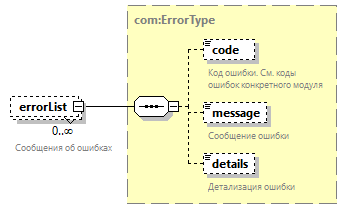 com:ErrorType
code
Код ошибки. См. коды
ошибок конкретного модуля
errorList
0..∞
Сообщения об ошибках
message
Сообщение ошибки
details
Детализация ошибки